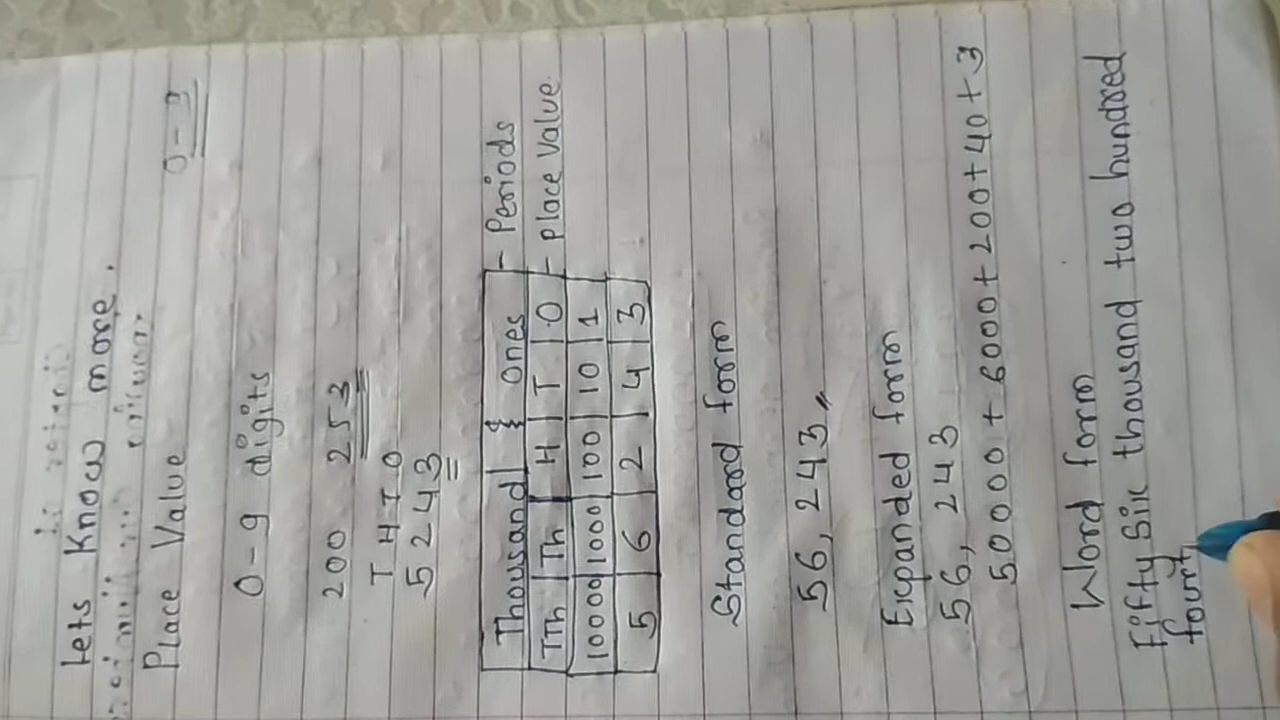 Lets Know more.
Place Value
0-9
0-9 digits
200 253
T H T O
5 2 4 3
Thousand ones - Periods
TTh Th H T O - place value
10000 1000 100 10 1
5 6 2 4 3
Standard form
56, 243
Expanded form
56, 243
50000 + 6000 + 200 + 40 + 3
Word form
Fifty Six thousand two hundred
fourt